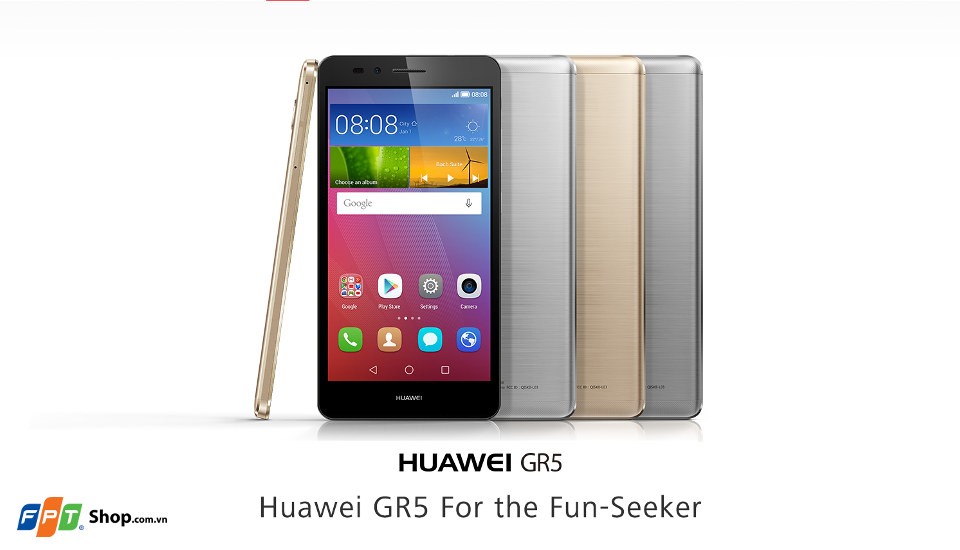 08:08
08:08
City
Jan 1
28°C
Choose an album
Google
Google
Play Store
Settings
Camera
HUAWEI
HUAWEI GR5
Huawei GR5 For the Fun-Seeker
FPT Shop.com.vn